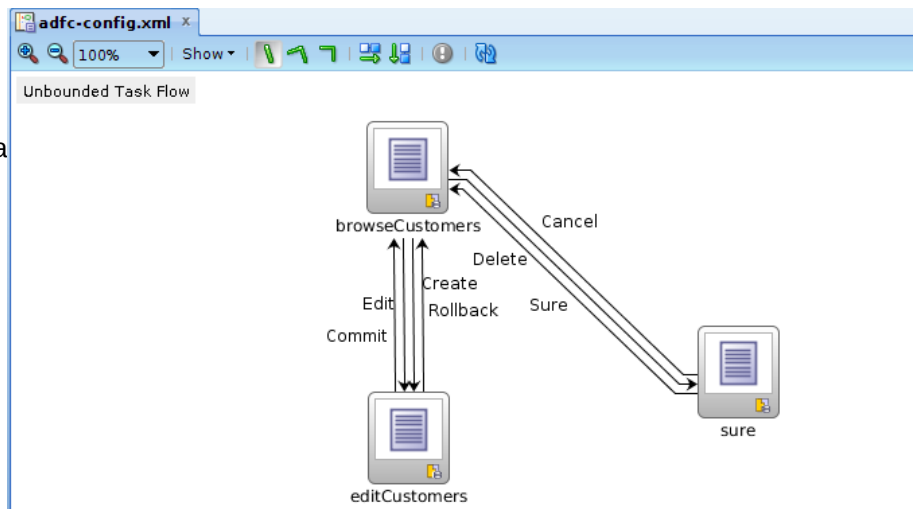 adfc-config.xml x
100% Show
Unbounded Task Flow
a
browseCustomers
Cancel
Delete
Create
Edit
Rollback
Sure
Commit
sure
editCustomers